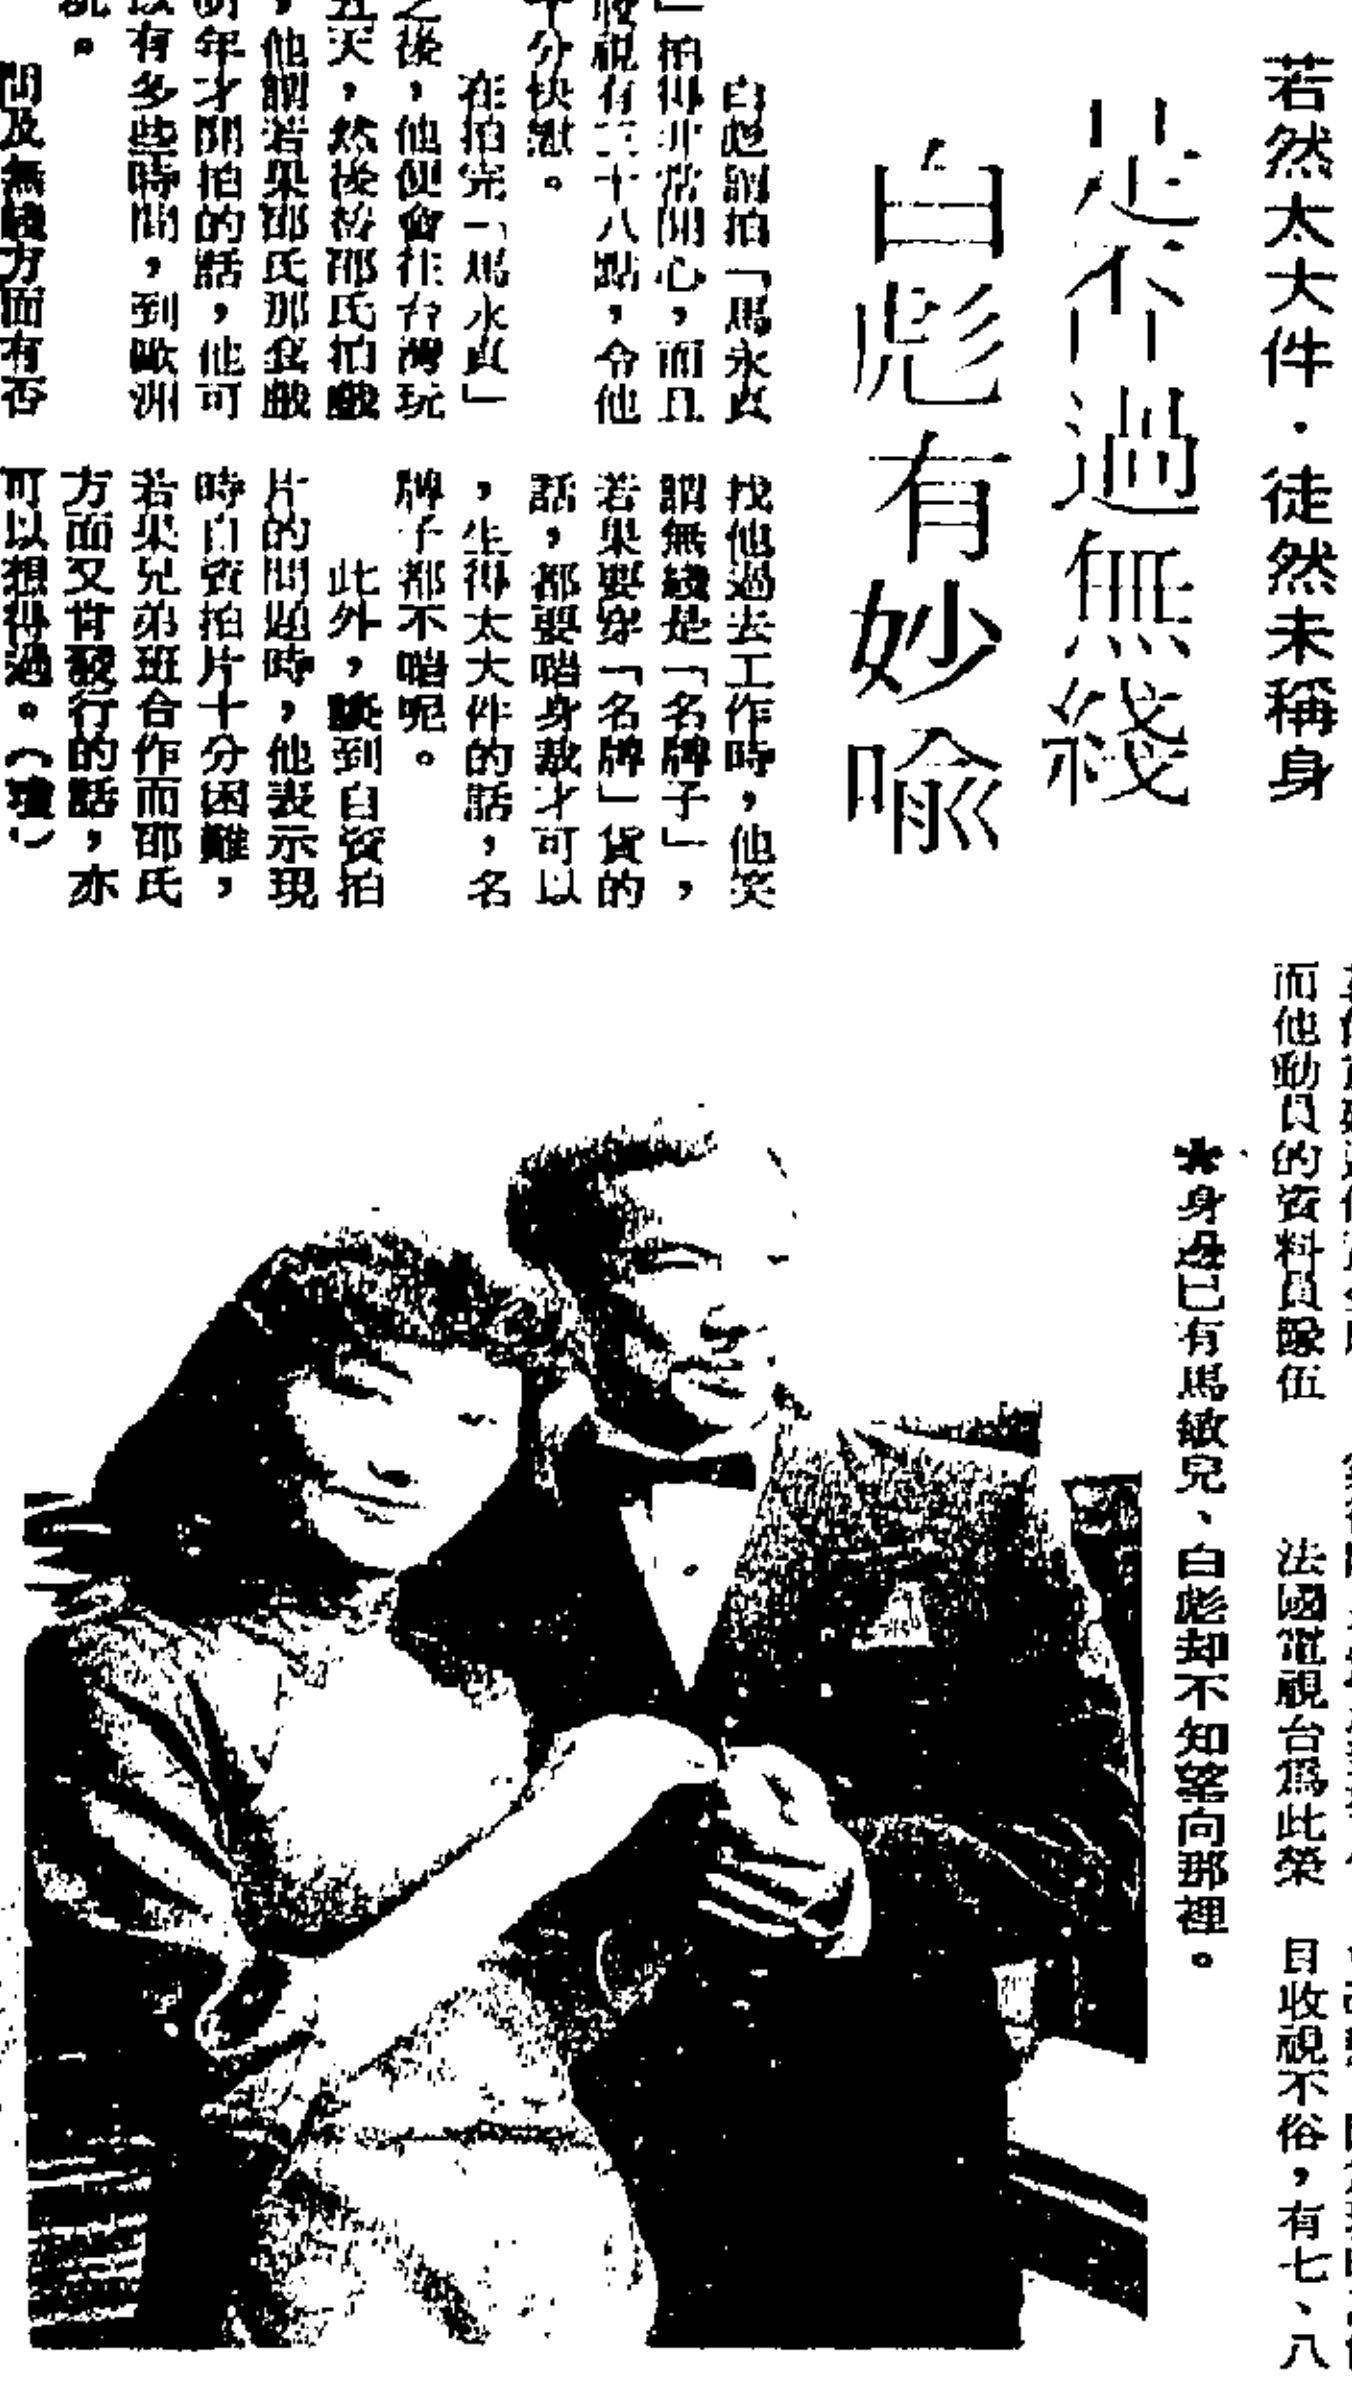 若然太大件·徒然未稱身
是否過無綫
白彪有妙喻
白彪謂拍「馬永貞
」拍得非常開心,而且
收視有三十八點,令他
十分快慰。
在拍完「馬永貞」
之後,他便會往台灣玩
五天,然後替邵氏拍戲
,他謂若果邵氏那套戲
明年才開拍的話,他可
以有多些時間,到歐洲
玩。
問及無綫方面有否
找他過去工作時,他笑
謂無綫是「名牌子」,
若果要穿「名牌」貨的
話,都要啱身裁才可以
,生得太大件的話,名
牌子都不啱呢。
此外,談到自資拍
片的問題時,他表示現
時自資拍片十分困難,
若果兄弟班合作而邵氏
方面又肯發行的話,亦
可以想得過。(瓊)
而他動員的資料員隊伍
法國電視台爲此榮
目收視不俗,有七、八
★身邊已有馬敏兒、白彪却不知望向那裡。